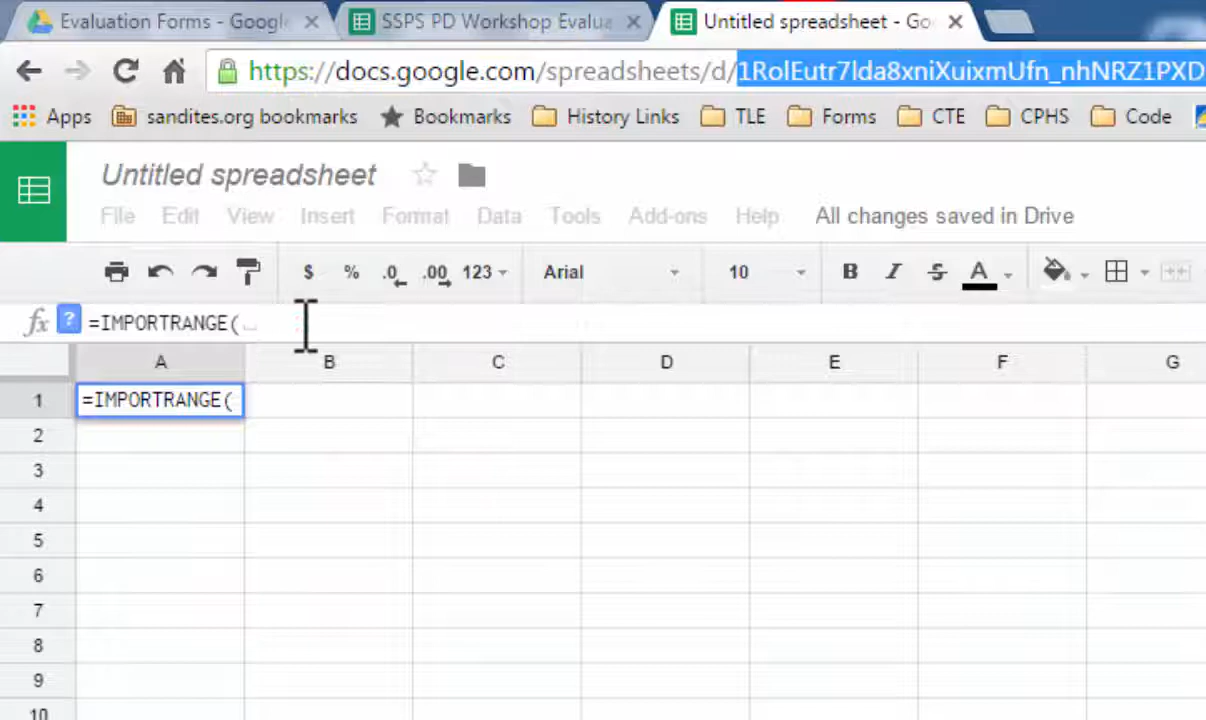 Evaluation Forms - Google
SSPS PD Workshop Evalua
Untitled spreadsheet - Go
https://docs.google.com/spreadsheets/d/1RolEutr7lda8xniXuixmUfn_nhNRZ1PXD
Apps sandites.org bookmarks Bookmarks History Links TLE Forms CTE CPHS Code
Untitled spreadsheet
File Edit View Insert Format Data Tools Add-ons Help All changes saved in Drive
$ % .0 .00 123 Arial 10 B I S A
fx ? =IMPORTRANGE(
A B C D E F G
1 =IMPORTRANGE(
2
3
4
5
6
7
8
9
10